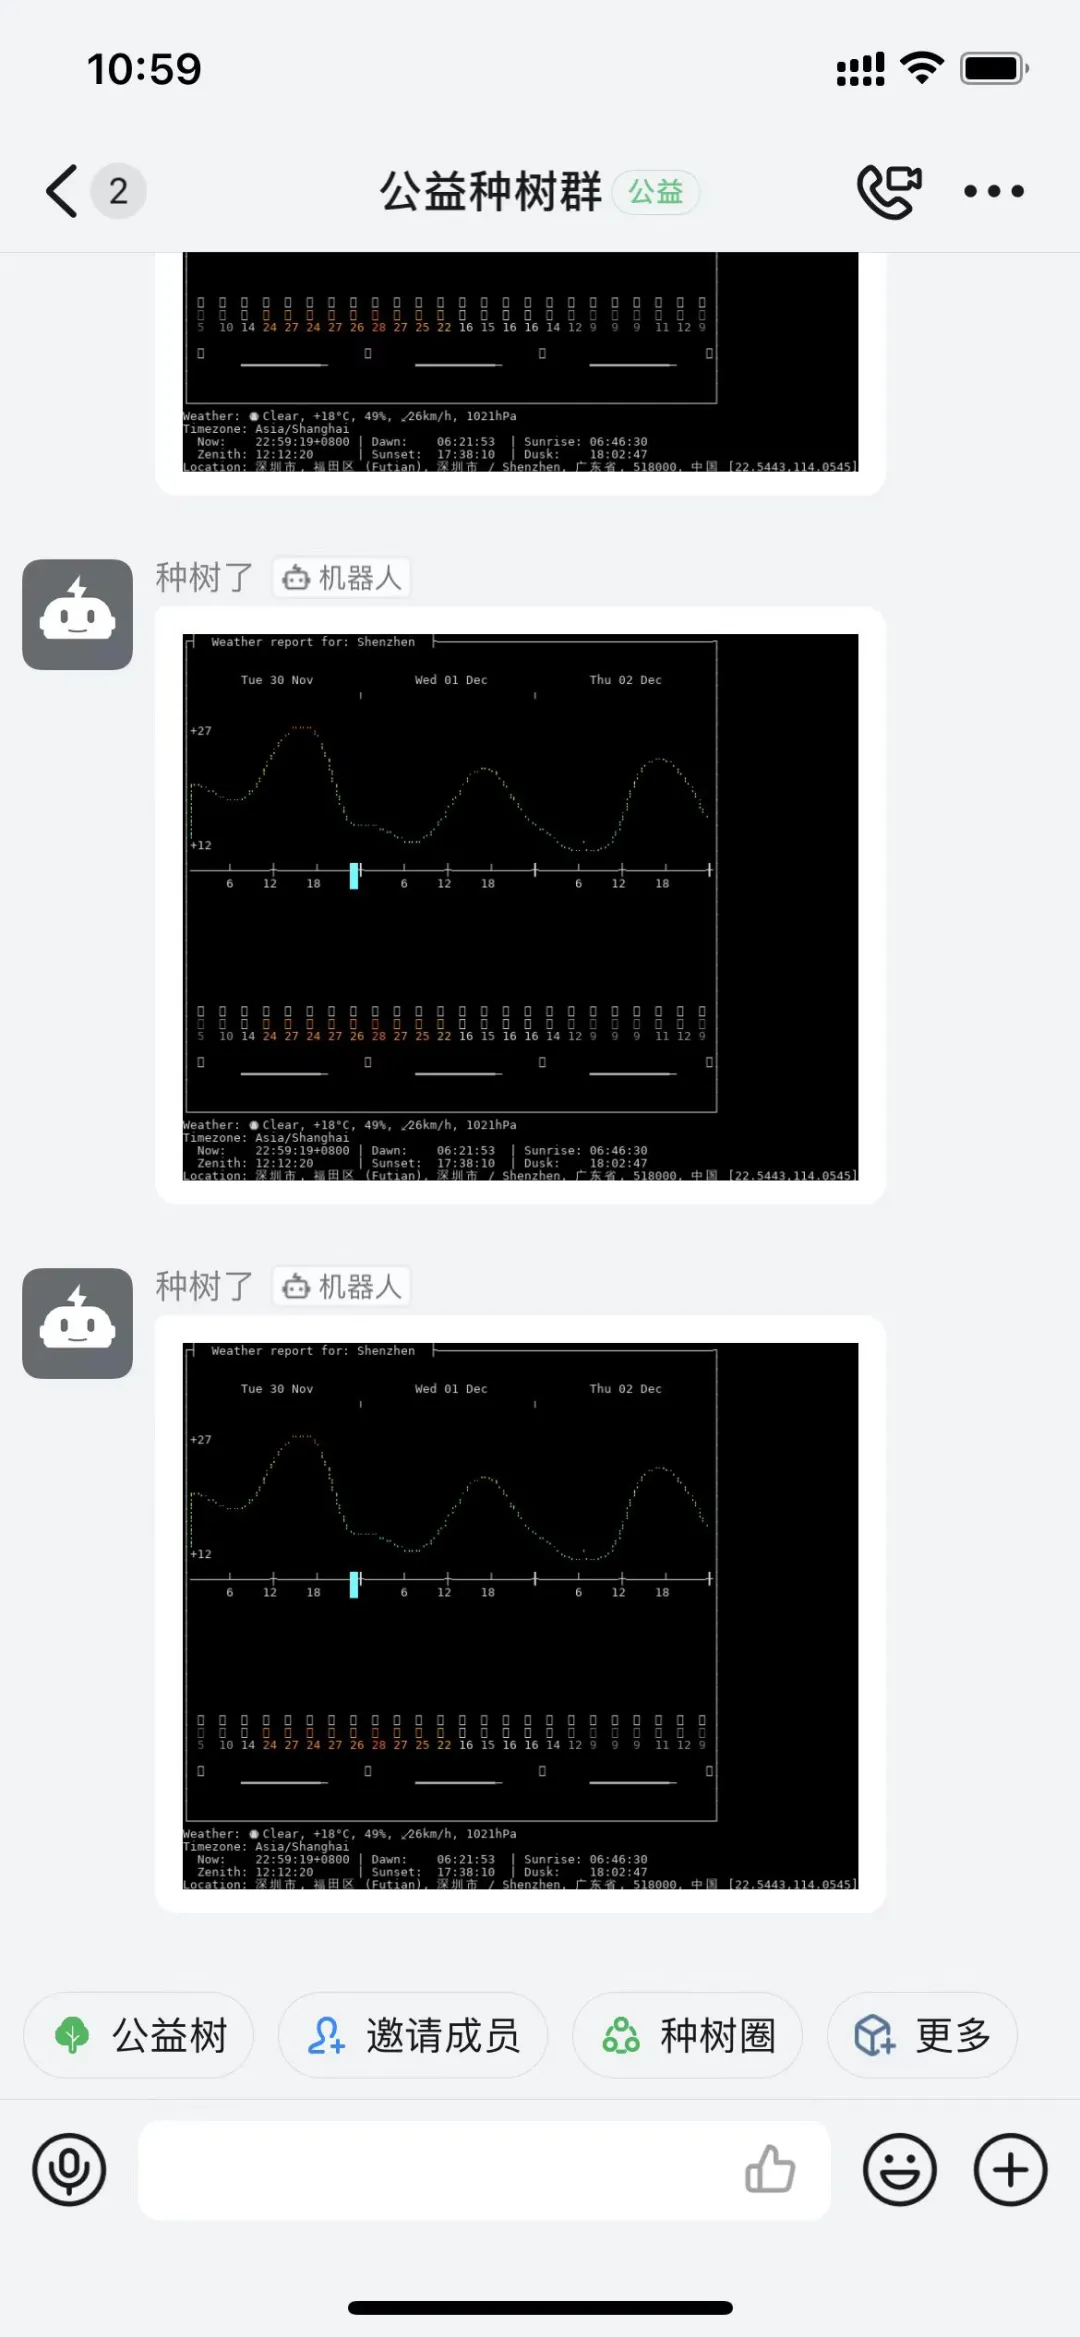 10:59
2
公益种树群 公益
5 10 14 24 27 24 27 26 28 27 25 22 16 15 16 16 14 12 9 9 9 11 12 9
Weather: Clear, +18°C, 49%, ↙26km/h, 1021hPa
Timezone: Asia/Shanghai
Now: 22:59:19+0800 | Dawn: 06:21:53 | Sunrise: 06:46:30
Zenith: 12:12:20 | Sunset: 17:38:10 | Dusk: 18:02:47
Location: 深圳市, 福田区 (Futian), 深圳市 / Shenzhen, 广东省, 518000, 中国 [22.5443,114.0545]
种树了 机器人
Weather report for: Shenzhen
Tue 30 Nov Wed 01 Dec Thu 02 Dec
+27
+12
6 12 18 6 12 18 6 12 18
5 10 14 24 27 24 27 26 28 27 25 22 16 15 16 16 14 12 9 9 9 11 12 9
Weather: Clear, +18°C, 49%, ↙26km/h, 1021hPa
Timezone: Asia/Shanghai
Now: 22:59:19+0800 | Dawn: 06:21:53 | Sunrise: 06:46:30
Zenith: 12:12:20 | Sunset: 17:38:10 | Dusk: 18:02:47
Location: 深圳市, 福田区 (Futian), 深圳市 / Shenzhen, 广东省, 518000, 中国 [22.5443,114.0545]
种树了 机器人
Weather report for: Shenzhen
Tue 30 Nov Wed 01 Dec Thu 02 Dec
+27
+12
6 12 18 6 12 18 6 12 18
5 10 14 24 27 24 27 26 28 27 25 22 16 15 16 16 14 12 9 9 9 11 12 9
Weather: Clear, +18°C, 49%, ↙26km/h, 1021hPa
Timezone: Asia/Shanghai
Now: 22:59:19+0800 | Dawn: 06:21:53 | Sunrise: 06:46:30
Zenith: 12:12:20 | Sunset: 17:38:10 | Dusk: 18:02:47
Location: 深圳市, 福田区 (Futian), 深圳市 / Shenzhen, 广东省, 518000, 中国 [22.5443,114.0545]
公益树 邀请成员 种树圈 更多